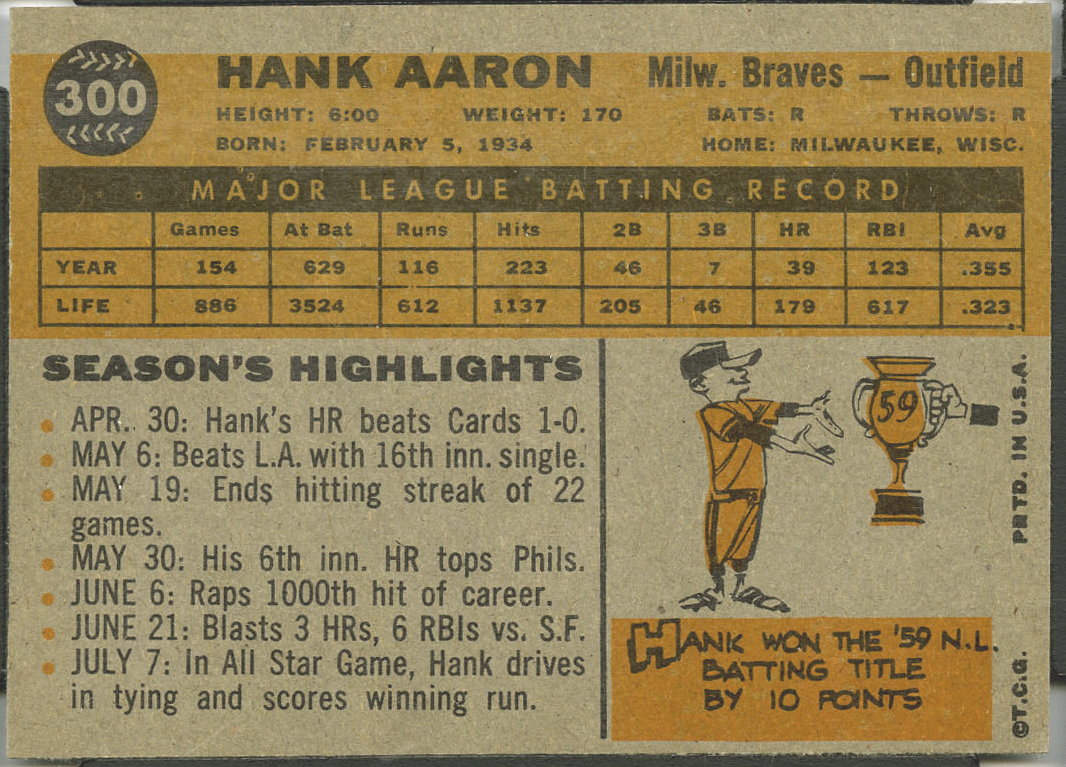 300
HANK AARON Milw. Braves — Outfield
HEIGHT: 6:00 WEIGHT: 170 BATS: R THROWS: R
BORN: FEBRUARY 5, 1934 HOME: MILWAUKEE, WISC.
MAJOR LEAGUE BATTING RECORD
Games At Bat Runs Hits 2B 3B HR RBI Avg
YEAR 154 629 116 223 46 7 39 123 .355
LIFE 886 3524 612 1137 205 46 179 617 .323
SEASON'S HIGHLIGHTS
• APR. 30: Hank's HR beats Cards 1-0.
• MAY 6: Beats L.A. with 16th inn. single.
• MAY 19: Ends hitting streak of 22
games.
• MAY 30: His 6th inn. HR tops Phils.
• JUNE 6: Raps 1000th hit of career.
• JUNE 21: Blasts 3 HRs, 6 RBIs vs. S.F.
• JULY 7: In All Star Game, Hank drives
in tying and scores winning run.
59
HANK WON THE '59 N.L.
BATTING TITLE
BY 10 POINTS
©T.C.G. PRTD. IN U.S.A.